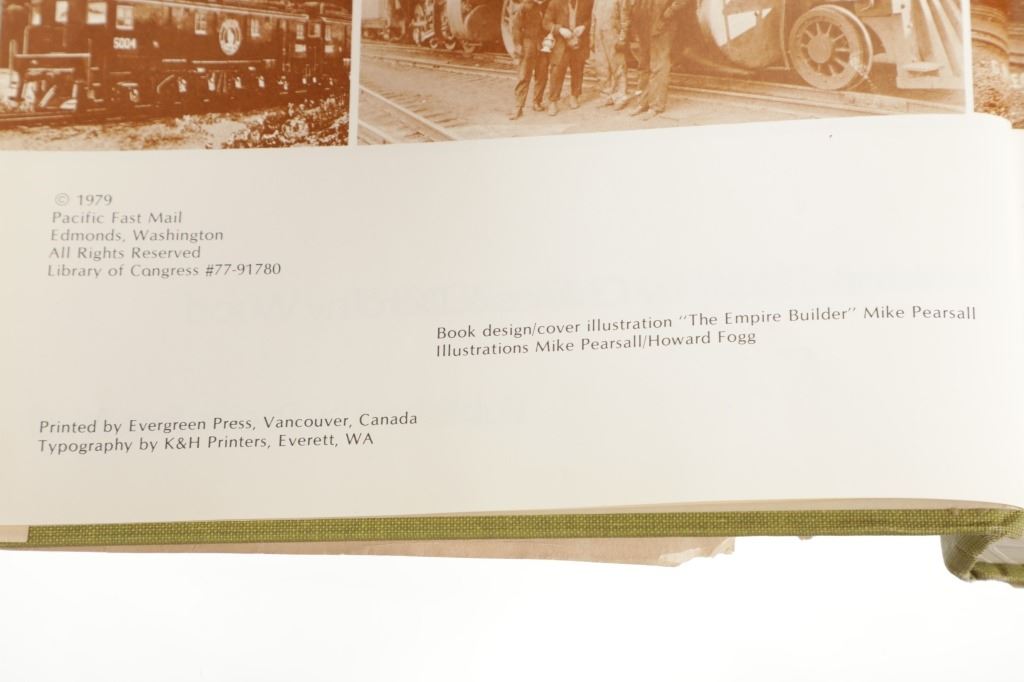 5004
© 1979
Pacific Fast Mail
Edmonds, Washington
All Rights Reserved
Library of Congress #77-91780
Book design/cover illustration "The Empire Builder" Mike Pearsall
Illustrations Mike Pearsall/Howard Fogg
Printed by Evergreen Press, Vancouver, Canada
Typography by K&H Printers, Everett, WA